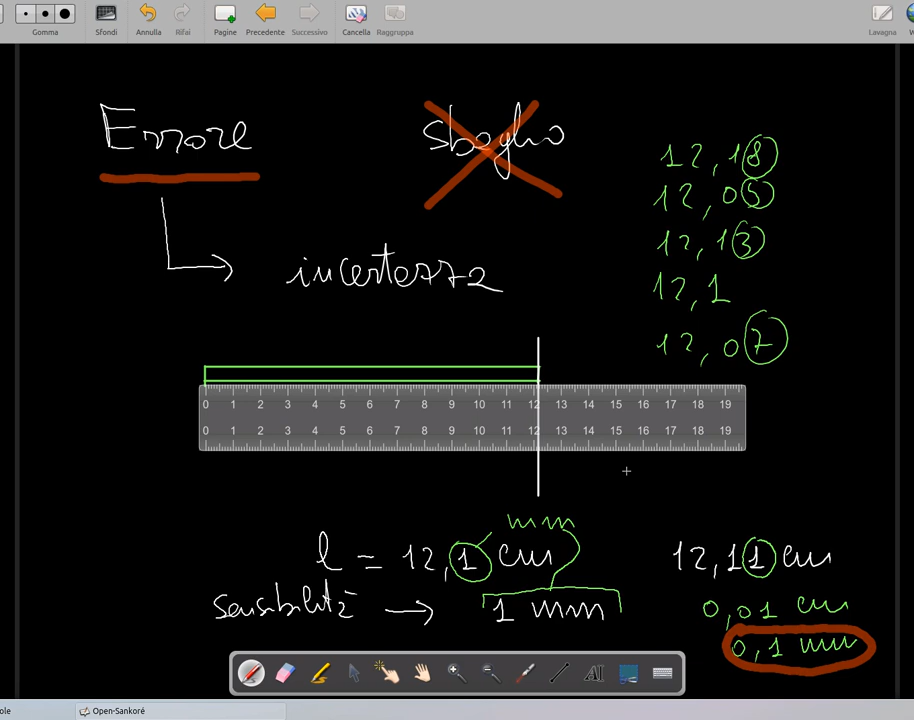 Gomma
Sfondi
Annulla
Rifai
Pagine
Precedente
Successivo
Cancella
Raggruppa
Lavagna
W
Errore
sbaglio
incertezza
12,18
12,05
12,13
12,1
12,07
0 1 2 3 4 5 6 7 8 9 10 11 12 13 14 15 16 17 18 19
0 1 2 3 4 5 6 7 8 9 10 11 12 13 14 15 16 17 18 19
mm
l = 12,1 cm
12,11 cm
sensibilità → 1 mm
0,01 cm
0,1 mm
AI
ole
Open-Sankoré